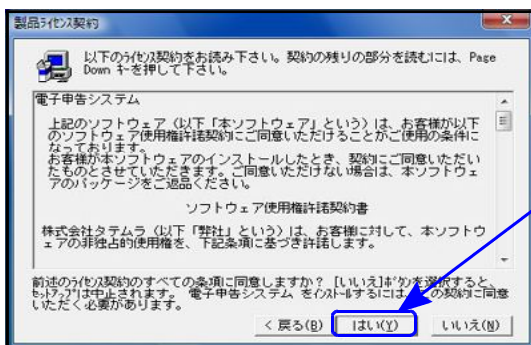 製品ライセンス契約
以下のライセンス契約をお読み下さい。契約の残りの部分を読むには、Page
Down キーを押して下さい。
電子申告システム
上記のソフトウェア（以下「本ソフトウェア」という）は、お客様が以下
のソフトウェア使用権許諾契約にご同意いただけることがご使用の条件に
なっております。
お客様が本ソフトウェアのインストールしたとき、契約にご同意いただい
たものとさせていただきます。ご同意いただけない場合は、本ソフトウェ
アのパッケージをご返品ください。
ソフトウェア使用権許諾契約書
株式会社タテムラ（以下「弊社」という）は、お客様に対して、本ソフトウ
ェアの非独占的使用権を、下記条項に基づき許諾します。
前述のライセンス契約のすべての条項に同意しますか？［いいえ］ボタンを選択すると、
セットアップは中止されます。 電子申告システム をインストールするには、この契約に同意
いただく必要があります。
< 戻る(B)
はい(Y)
いいえ(N)